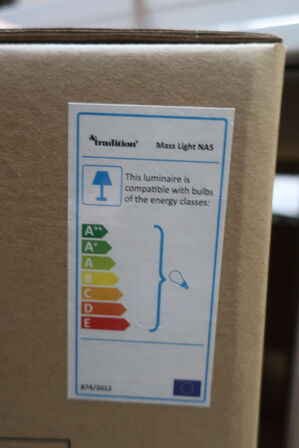 &tradition® Mass Light NA5
This luminaire is
compatible with bulbs
of the energy classes:
A++
A+
A
B
C
D
E
874/2012